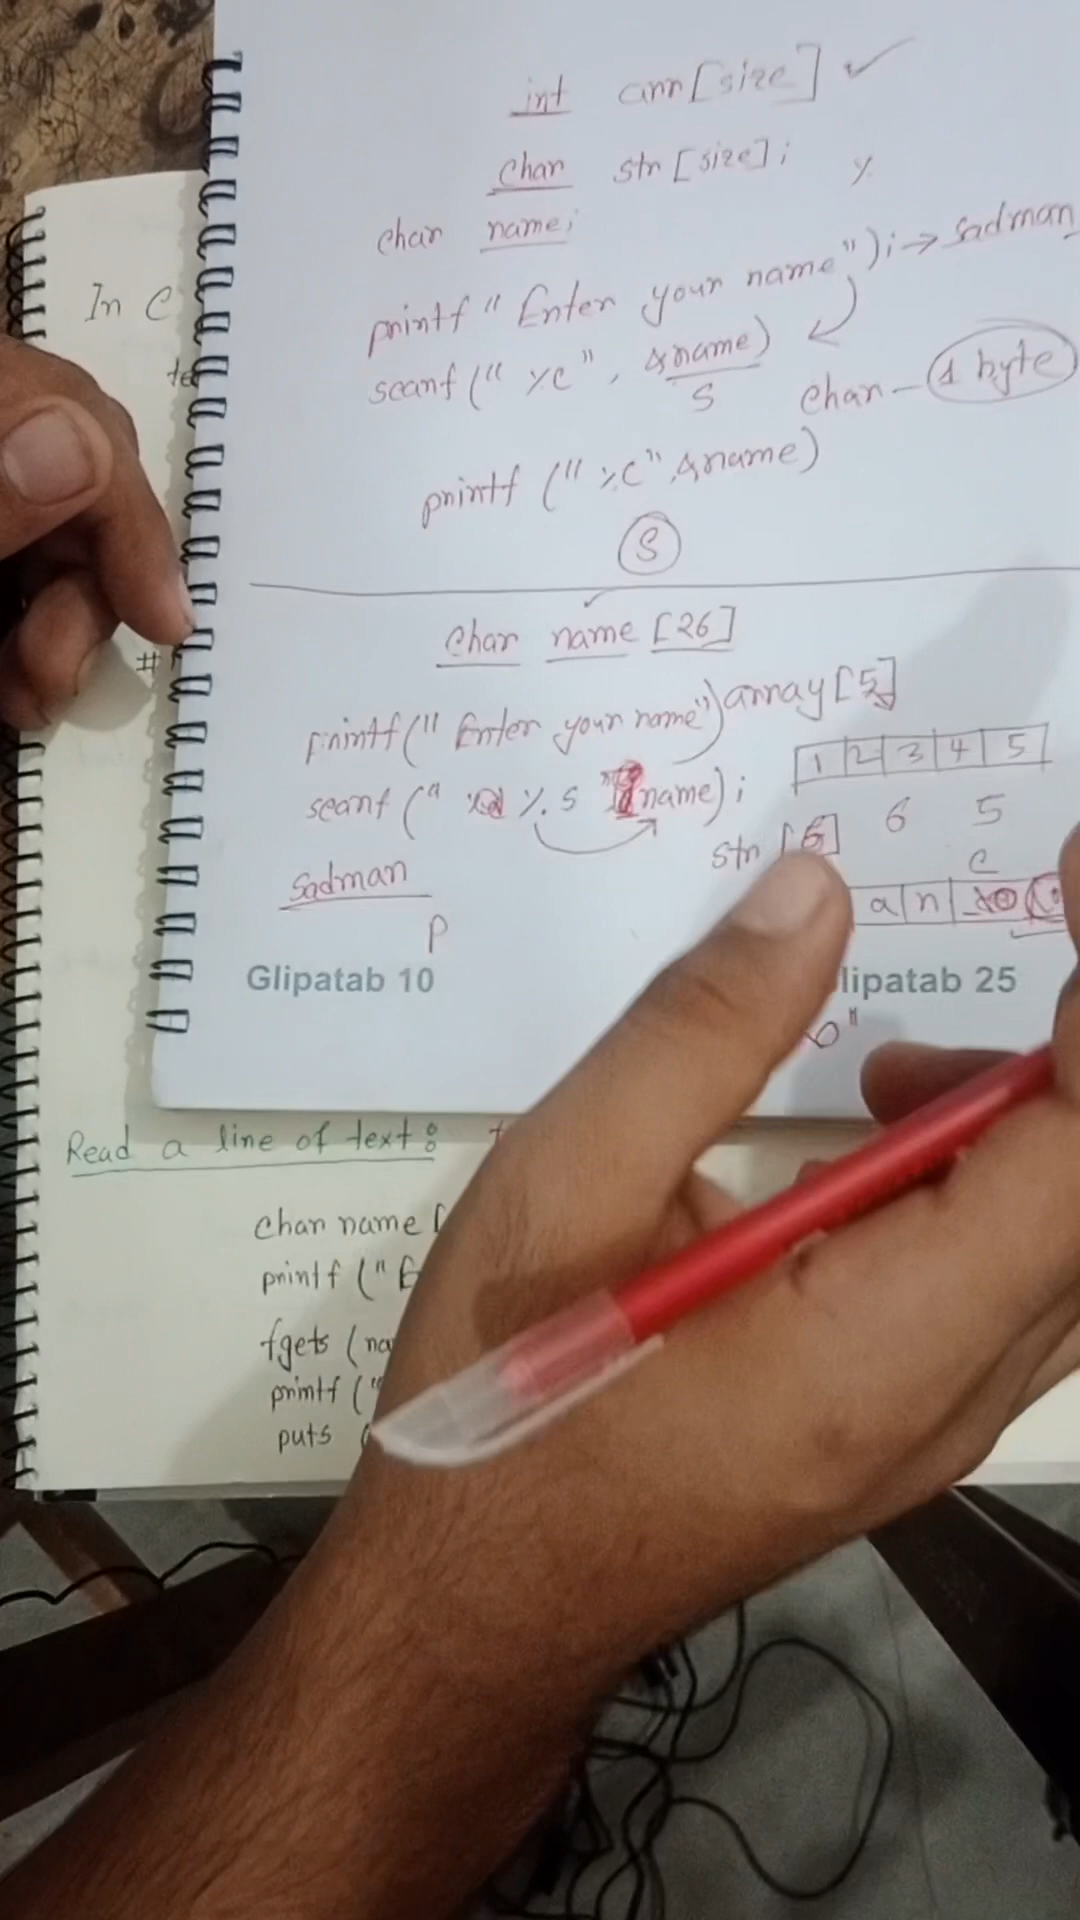 int arr [size] ✓
char str [size];
char name;
printf " Enter your name");→ sadman
scanf (" %c ", &name)
S
char - 1 byte
printf (" %c" &name)
S
char name [26]
printf (" Enter your name")
array [5]
1 2 3 4 5
scanf (" % s " name);
6 5
str [6]
c
sadman
a n
P
Glipatab 10
lipatab 25
In C
#
Read a line of text:
char name [
printf ("
fgets (
printf ("
puts (